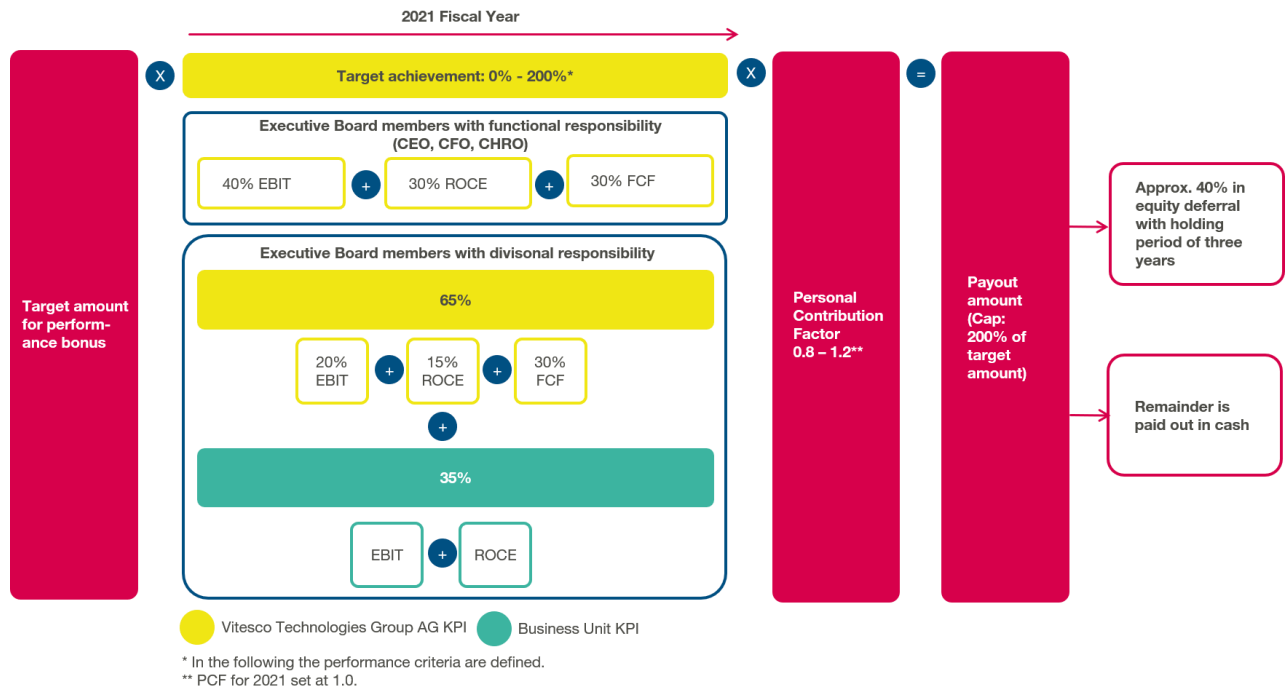 2021 Fiscal Year
Target amount
for perform-
ance bonus
X
Target achievement: 0% - 200%*
X
=
Executive Board members with functional responsibility
(CEO, CFO, CHRO)
40% EBIT
+
30% ROCE
+
30% FCF
Executive Board members with divisonal responsibility
65%
20%
EBIT
+
15%
ROCE
+
30%
FCF
+
35%
EBIT
+
ROCE
Personal
Contribution
Factor
0.8 – 1.2**
Payout
amount
(Cap:
200% of
target
amount)
Approx. 40% in
equity deferral
with holding
period of three
years
Remainder is
paid out in cash
Vitesco Technologies Group AG KPI
Business Unit KPI
* In the following the performance criteria are defined.
** PCF for 2021 set at 1.0.